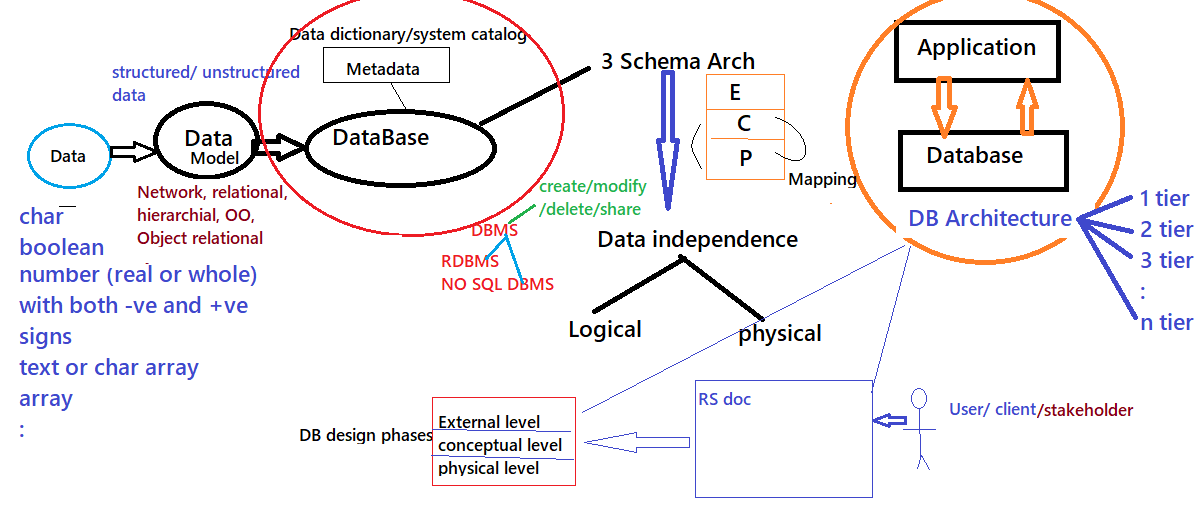 Data dictionary/system catalog
Metadata
structured/ unstructured
data
Data
Data
Model
DataBase
Network, relational,
hierarchial, OO,
Object relational
char
boolean
number (real or whole)
with both -ve and +ve
signs
text or char array
array
:
create/modify
/delete/share
DBMS
RDBMS
NO SQL DBMS
3 Schema Arch
E
C
P
Mapping
Data independence
Logical
physical
Application
Database
DB Architecture
1 tier
2 tier
3 tier
:
n tier
DB design phases
External level
conceptual level
physical level
RS doc
User/ client/stakeholder